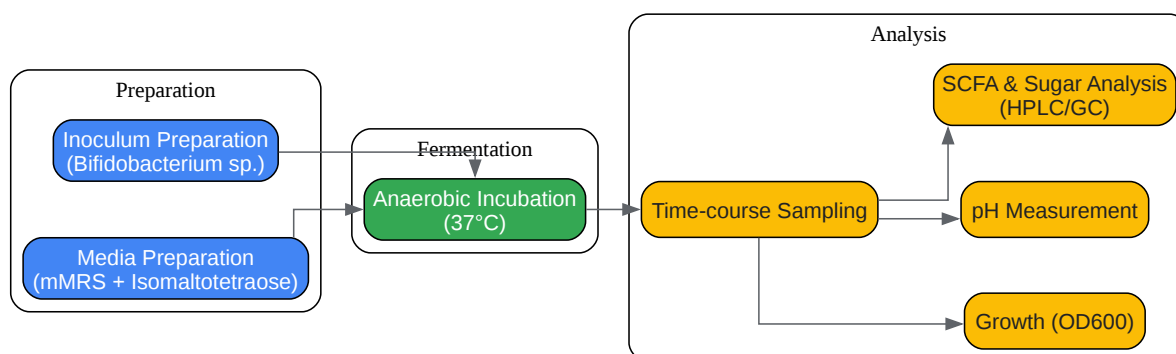 Preparation
Inoculum Preparation
(Bifidobacterium sp.)
Media Preparation
(mMRS + Isomaltotetraose)
Fermentation
Anaerobic Incubation
(37°C)
Analysis
Time-course Sampling
SCFA & Sugar Analysis
(HPLC/GC)
pH Measurement
Growth (OD600)